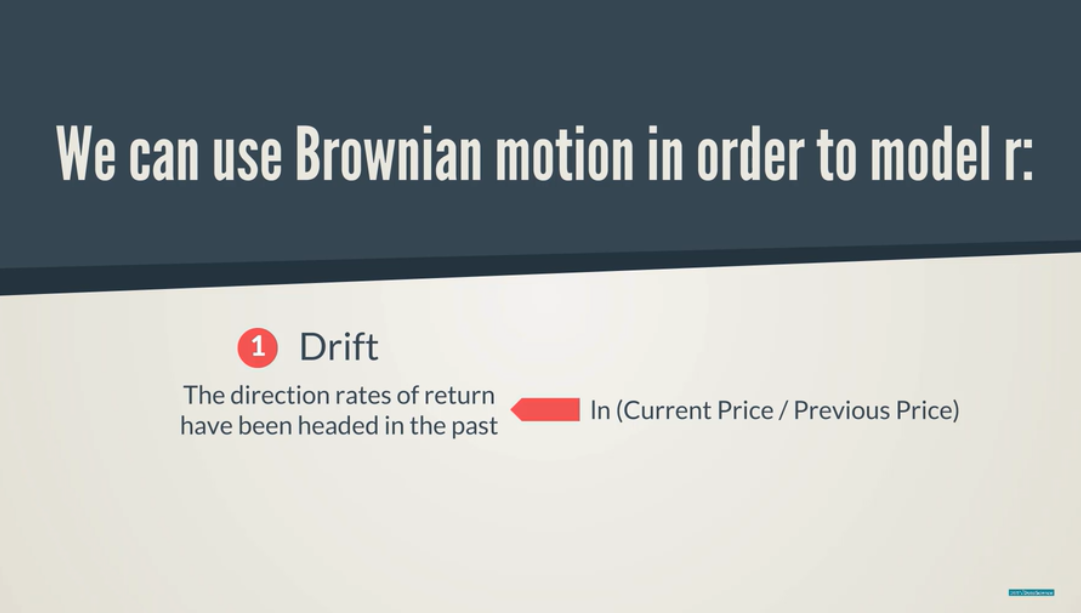 We can use Brownian motion in order to model r:
1 Drift
The direction rates of return
have been headed in the past
ln (Current Price / Previous Price)